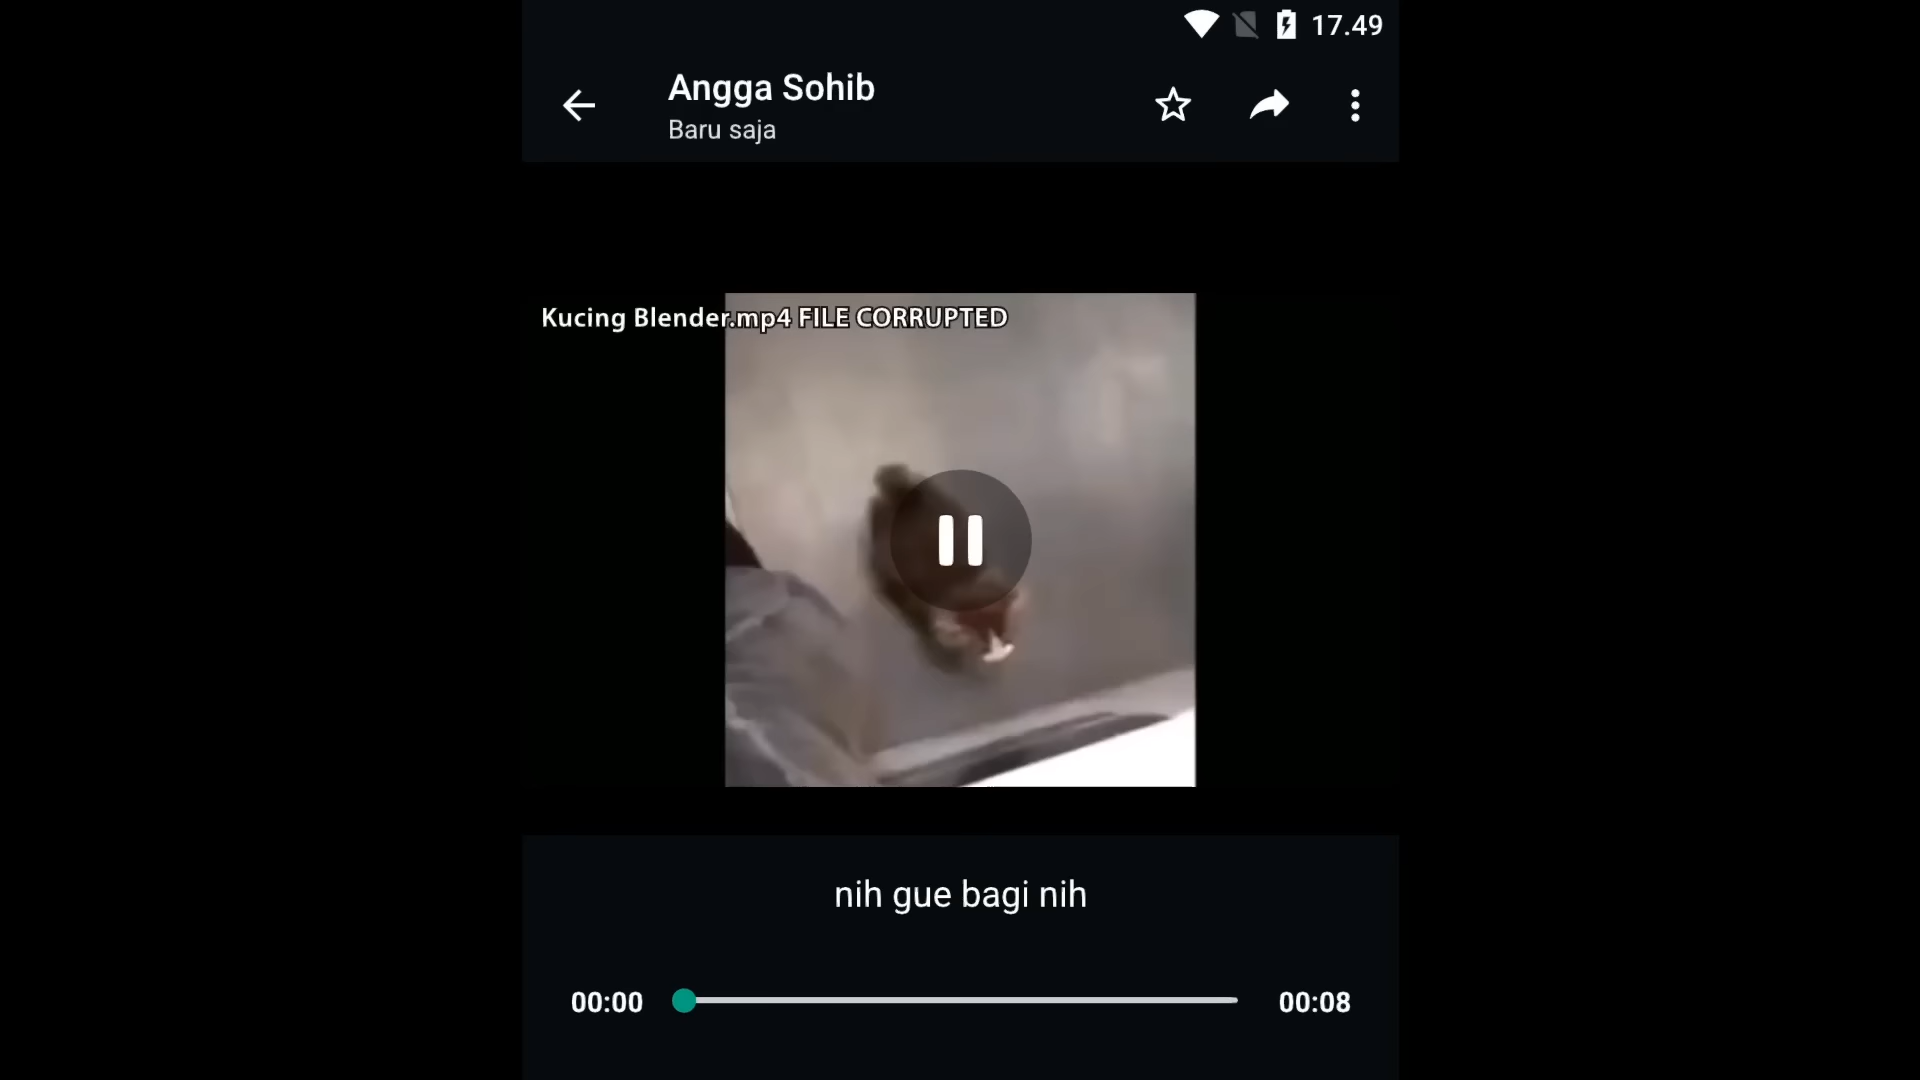 17.49
Angga Sohib
Baru saja
Kucing Blender.mp4 FILE CORRUPTED
nih gue bagi nih
00:00
00:08